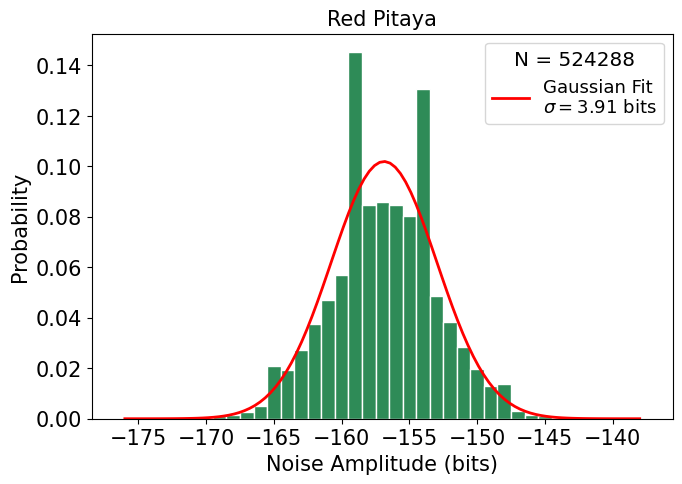 Red Pitaya
N = 524288
Gaussian Fit
σ = 3.91 bits
Probability
0.14
0.12
0.10
0.08
0.06
0.04
0.02
0.00
−175 −170 −165 −160 −155 −150 −145 −140
Noise Amplitude (bits)